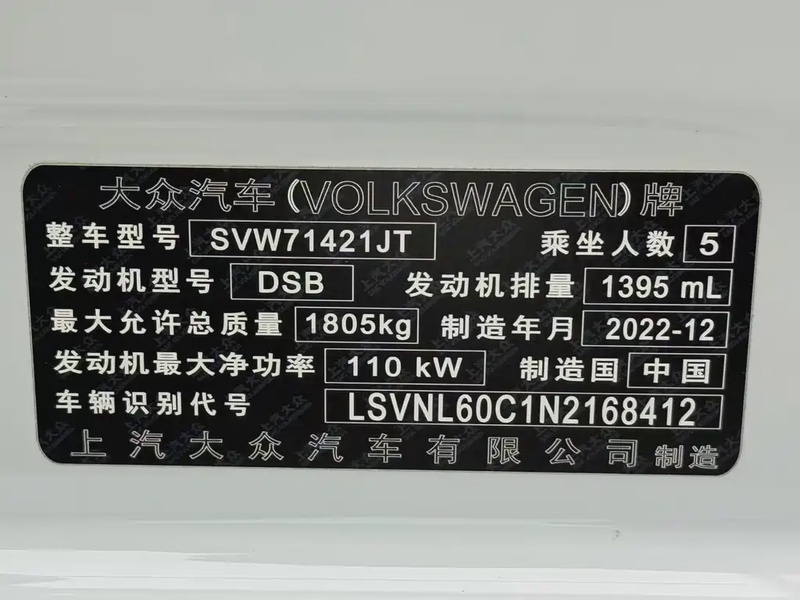 大众汽车(VOLKSWAGEN)牌
整车型号 SVW71421JT 乘坐人数 5
发动机型号 DSB 发动机排量 1395 mL
最大允许总质量 1805kg 制造年月 2022-12
发动机最大净功率 110 kW 制造国 中国
车辆识别代号 LSVNL60C1N2168412
上汽大众汽车有限公司 制造